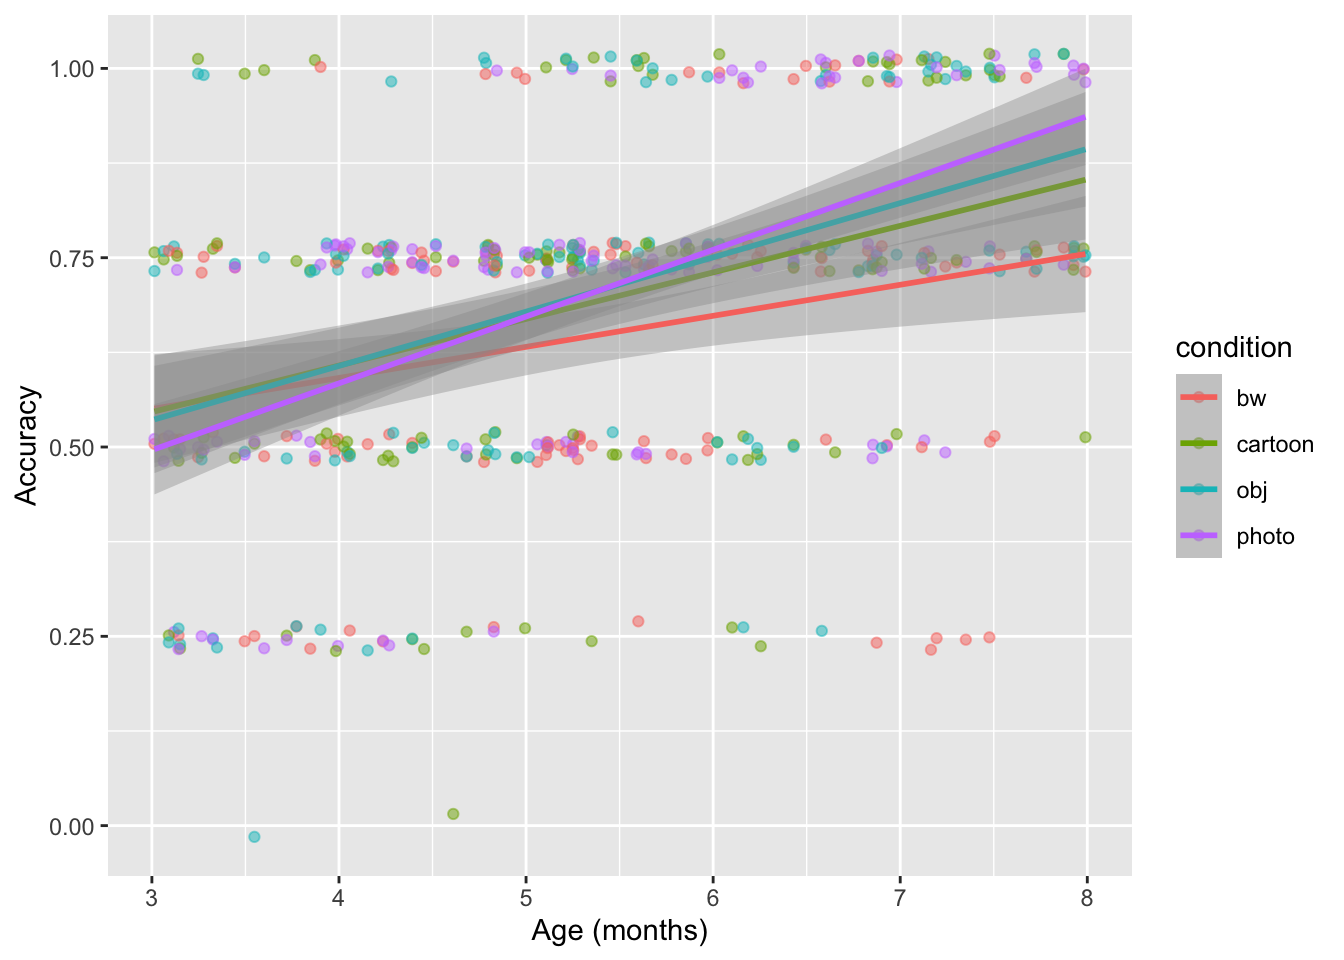 1.00
0.75
0.50
0.25
0.00
Accuracy
3 4 5 6 7 8
Age (months)
condition
bw
cartoon
obj
photo